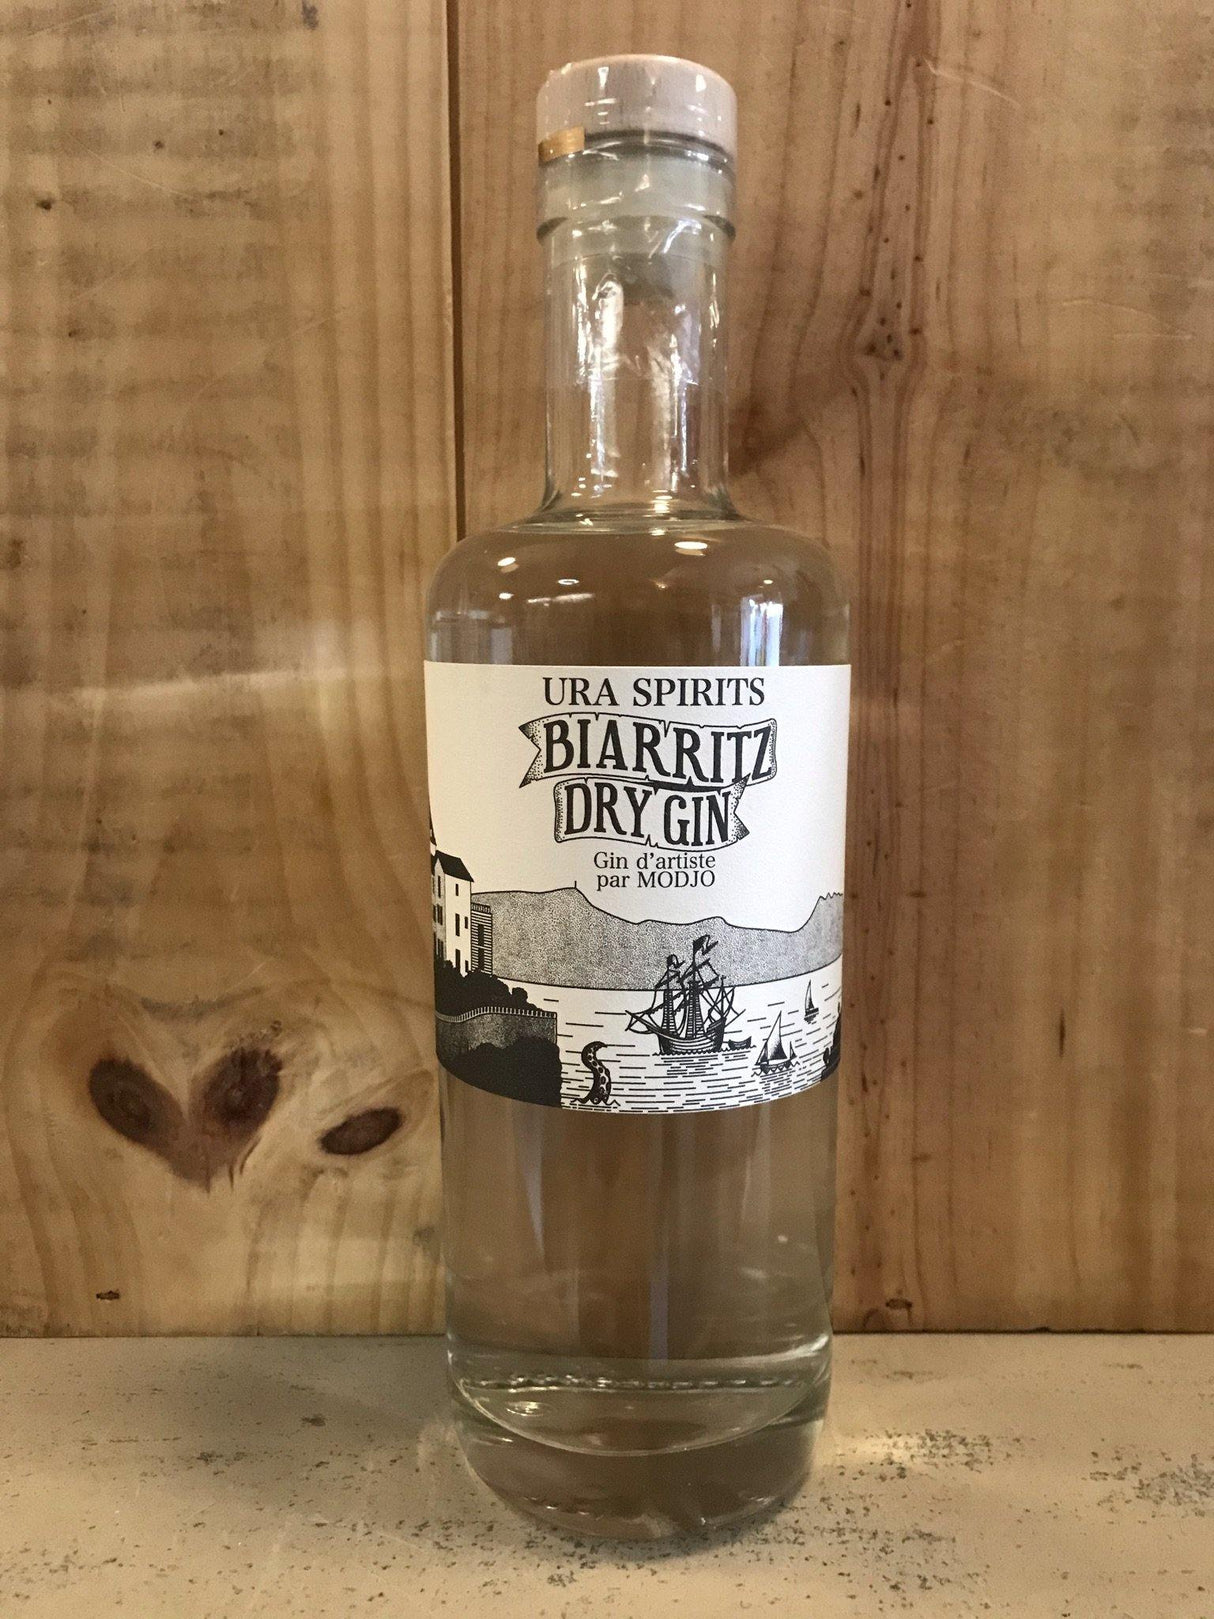 URA SPIRITS
BIARRITZ
DRY GIN
Gin d'artiste
par MODJO